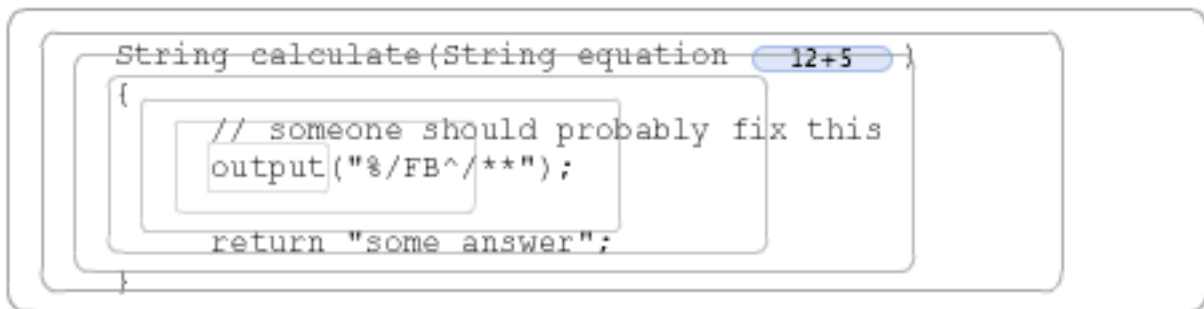 String calculate(String equation 12+5 )
{
// someone should probably fix this
output("%/FB^/**");
return "some answer";
}